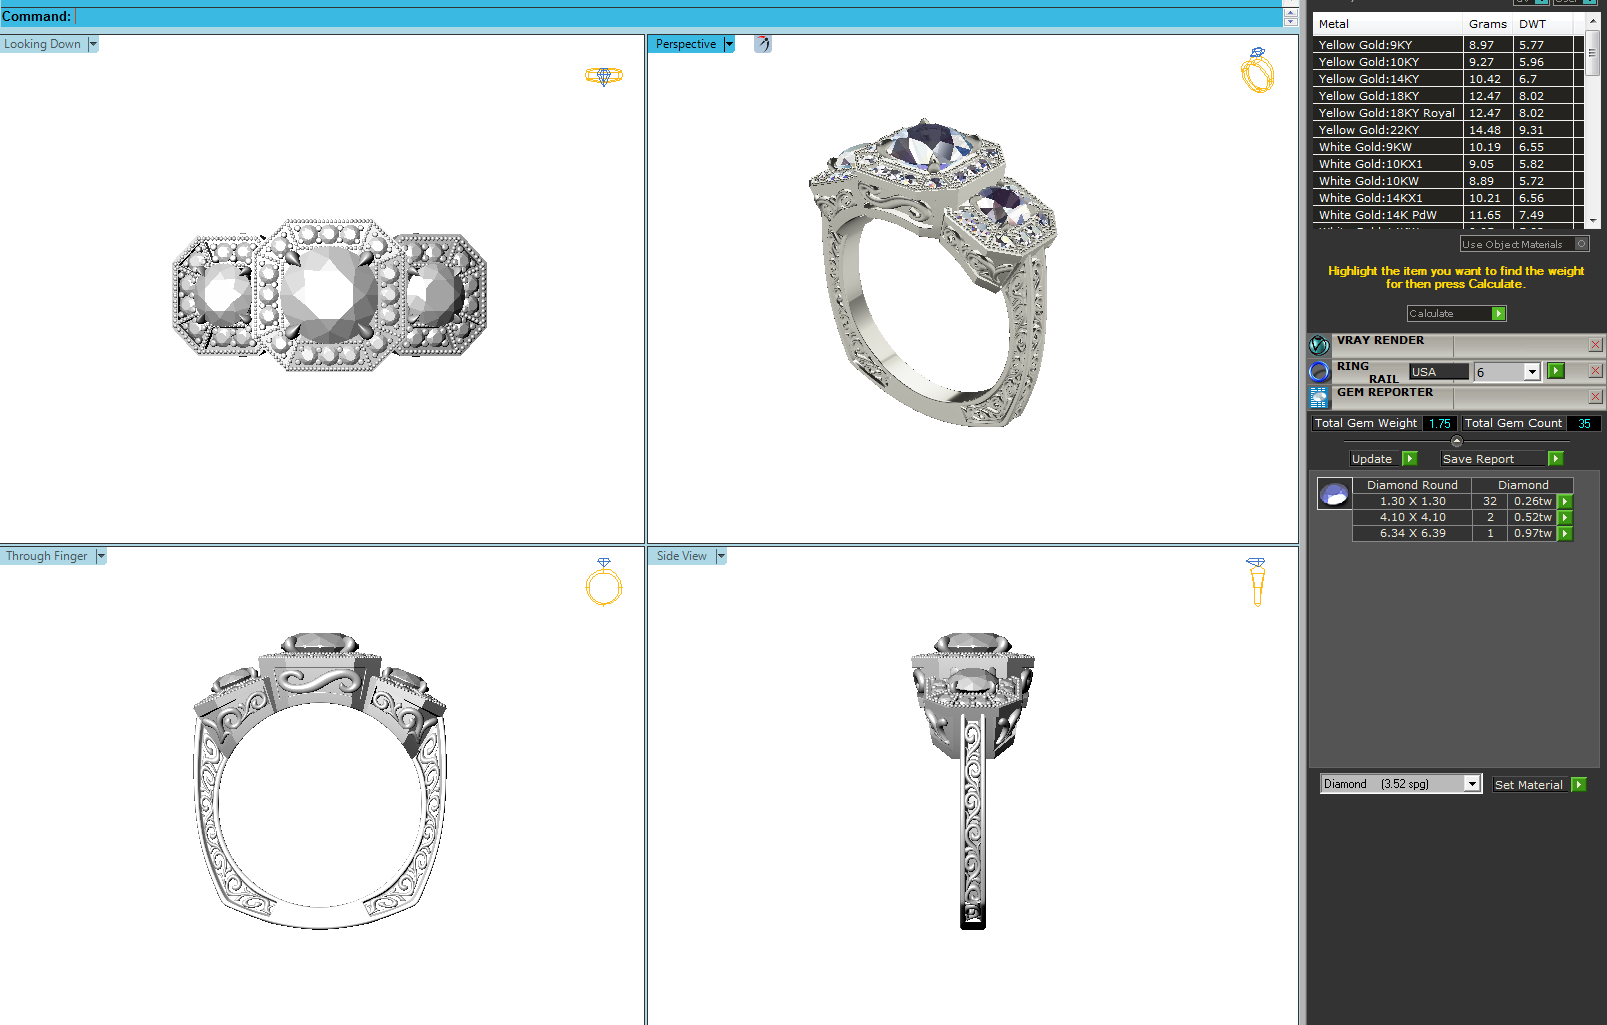 Command:
Looking Down
Perspective
Through Finger
Side View
Metal Grams DWT
Yellow Gold:9KY 8.97 5.77
Yellow Gold:10KY 9.27 5.96
Yellow Gold:14KY 10.42 6.7
Yellow Gold:18KY 12.47 8.02
Yellow Gold:18KY Royal 12.47 8.02
Yellow Gold:22KY 14.48 9.31
White Gold:9KW 10.19 6.55
White Gold:10KX1 9.05 5.82
White Gold:10KW 8.89 5.72
White Gold:14KX1 10.21 6.56
White Gold:14K PdW 11.65 7.49
Use Object Materials
Highlight the item you want to find the weight
for then press Calculate.
Calculate
VRAY RENDER
RING RAIL USA 6
GEM REPORTER
Total Gem Weight 1.75 Total Gem Count 35
Update Save Report
Diamond Round Diamond
1.30 X 1.30 32 0.26tw
4.10 X 4.10 2 0.52tw
6.34 X 6.39 1 0.97tw
Diamond (3.52 spg) Set Material